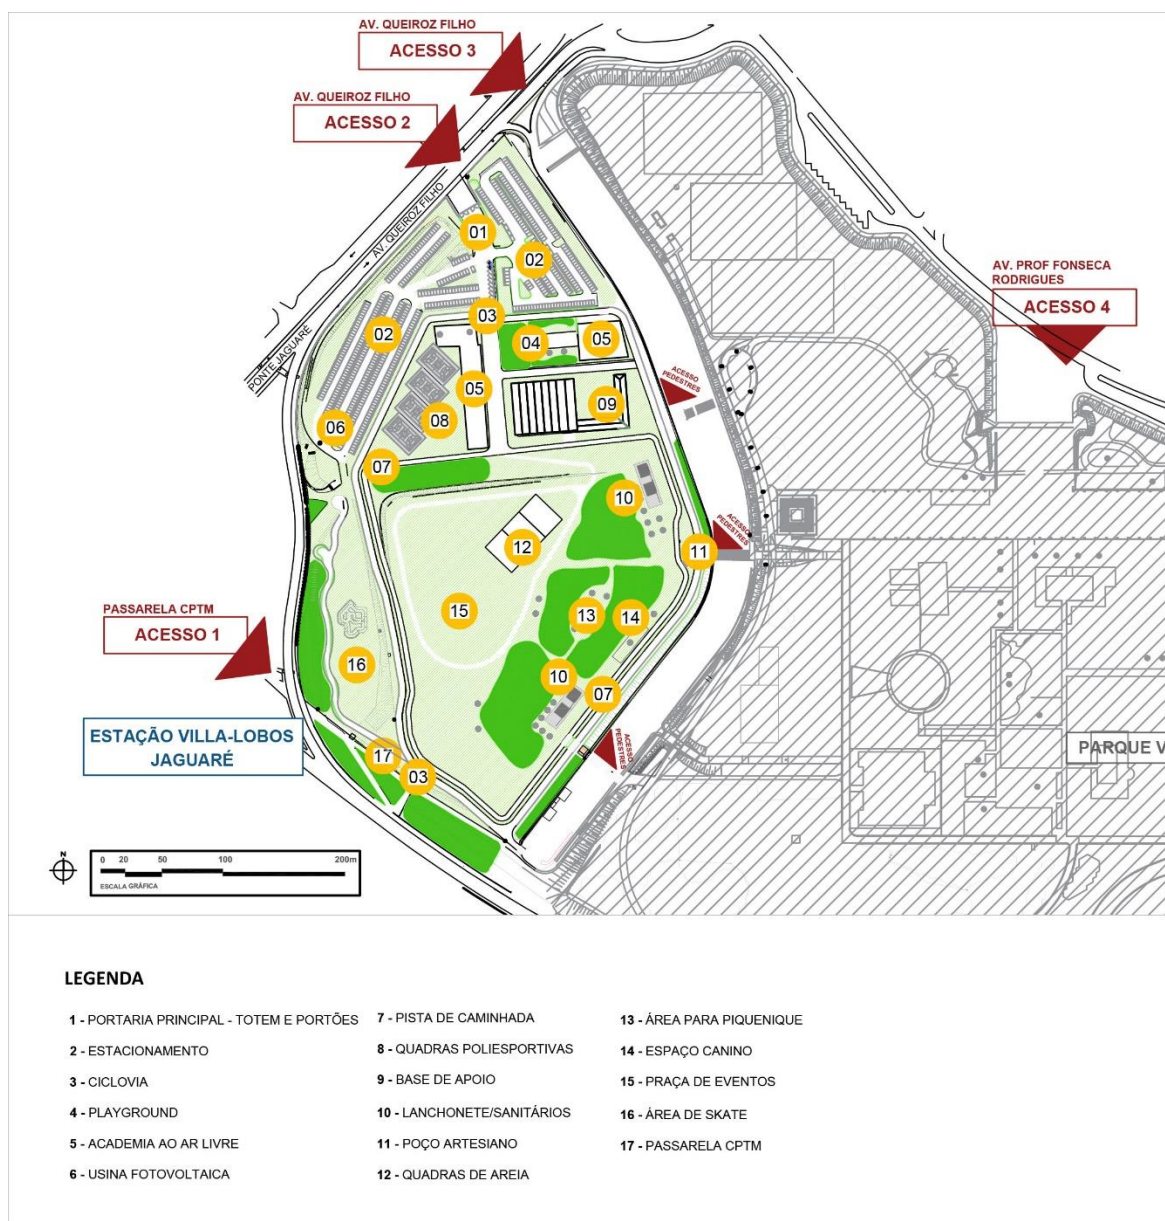 AV. QUEIROZ FILHO
ACESSO 3
AV. QUEIROZ FILHO
ACESSO 2
AV. QUEIROZ FILHO
PONTE JAGUARÉ
AV. PROF FONSECA
RODRIGUES
ACESSO 4
01
02
03
02
04
05
05
09
08
06
07
ACESSO
PEDESTRES
10
12
ACESSO
PEDESTRES
11
15
13
14
PASSARELA CPTM
ACESSO 1
16
10
07
ESTAÇÃO VILLA-LOBOS
JAGUARÉ
17
03
ACESSO
PEDESTRES
PARQUE V
N
0 20 50 100 200m
ESCALA GRÁFICA
LEGENDA
1 - PORTARIA PRINCIPAL - TOTEM E PORTÕES
2 - ESTACIONAMENTO
3 - CICLOVIA
4 - PLAYGROUND
5 - ACADEMIA AO AR LIVRE
6 - USINA FOTOVOLTAICA
7 - PISTA DE CAMINHADA
8 - QUADRAS POLIESPORTIVAS
9 - BASE DE APOIO
10 - LANCHONETE/SANITÁRIOS
11 - POÇO ARTESIANO
12 - QUADRAS DE AREIA
13 - ÁREA PARA PIQUENIQUE
14 - ESPAÇO CANINO
15 - PRAÇA DE EVENTOS
16 - ÁREA DE SKATE
17 - PASSARELA CPTM